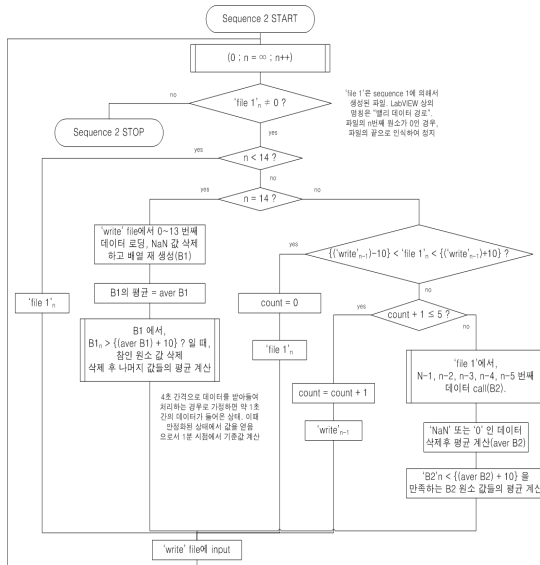 Sequence 2 START
(0 ; n = ∞ ; n++)
'file 1'n ≠ 0 ?
no
yes
Sequence 2 STOP
'file 1'은 sequence 1에 의해서
생성된 파일. LabVIEW 상의
명칭은 "밸리 데이터 경로".
파일의 n번째 원소가 0인 경우,
파일의 끝으로 인식하여 정지
yes
n < 14 ?
no
yes
n = 14 ?
no
'write' file에서 0~13 번째
데이터 로딩, NaN 값 삭제
하고 배열 재 생성(B1)
B1의 평균 = aver B1
B1 에서,
B1n > {(aver B1) + 10} ? 일 때,
참인 원소 값 삭제
삭제 후 나머지 값들의 평균 계산
4초 간격으로 데이터를 받아들여
처리하는 경우로 가정하면 약 1초
간의 데이터가 들어온 상태. 이때
안정화된 상태에서 값을 얻음
으로서 1분 시점에서 기준값 계산
'file 1'n
yes
{('write'n-1)-10} < 'file 1'n < {('write'n-1)+10} ?
no
count = 0
'file 1'n
yes
count + 1 ≤ 5 ?
no
count = count + 1
'write'n-1
'file 1'에서,
N-1, n-2, n-3, n-4, n-5 번째
데이터 call(B2).
'NaN' 또는 '0' 인 데이터
삭제후 평균 계산(aver B2)
'B2'n < {(aver B2) + 10} 을
만족하는 B2 원소 값들의 평균 계산
'write' file에 input